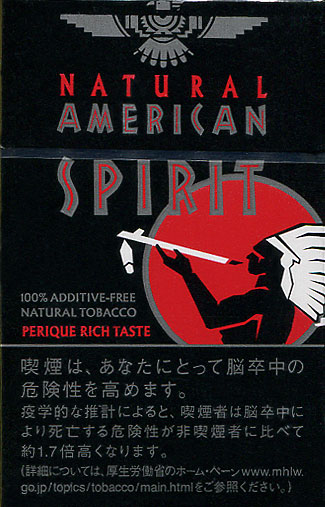 NATURAL
AMERICAN
SPIRIT
100% ADDITIVE-FREE
NATURAL TOBACCO
PERIQUE RICH TASTE
喫煙は、あなたにとって脳卒中の
危険性を高めます。
疫学的な推計によると、喫煙者は脳卒中に
より死亡する危険性が非喫煙者に比べて
約1.7倍高くなります。
(詳細については、厚生労働省のホーム・ページwww.mhlw.
go.jp/topics/tobacco/main.htmlをご参照ください。)